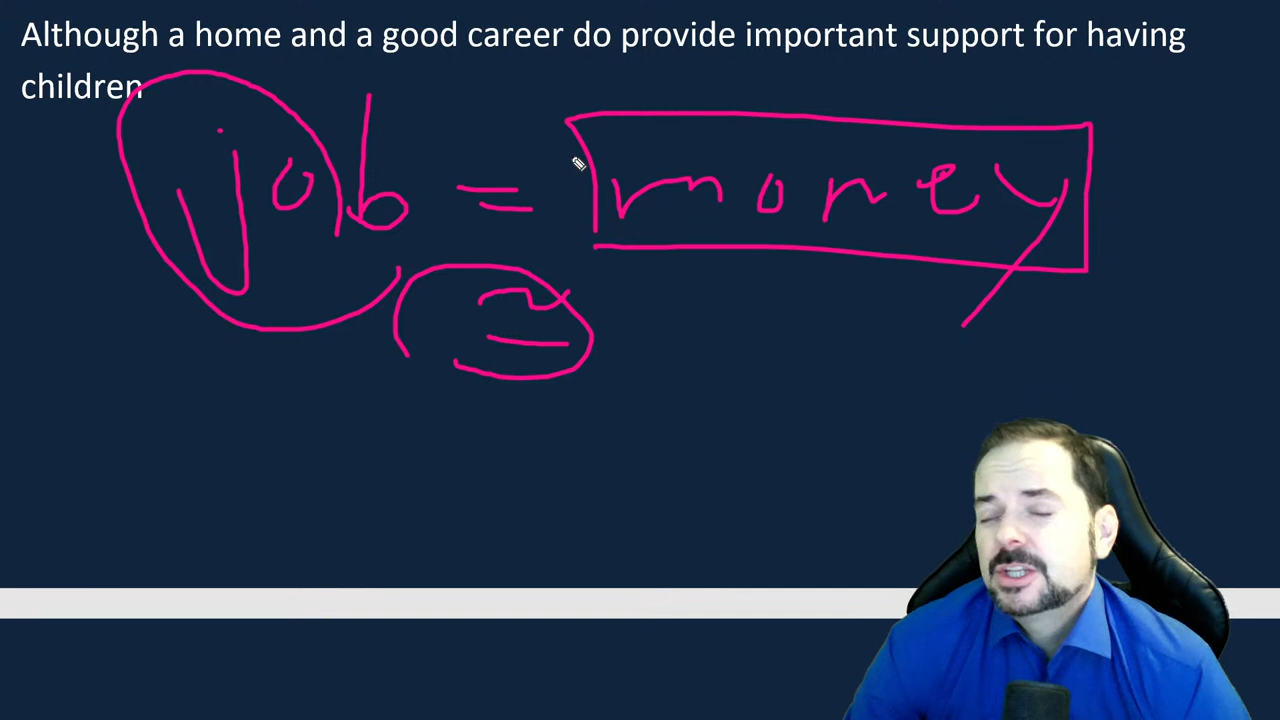 Although a home and a good career do provide important support for having
children
job = money
≅